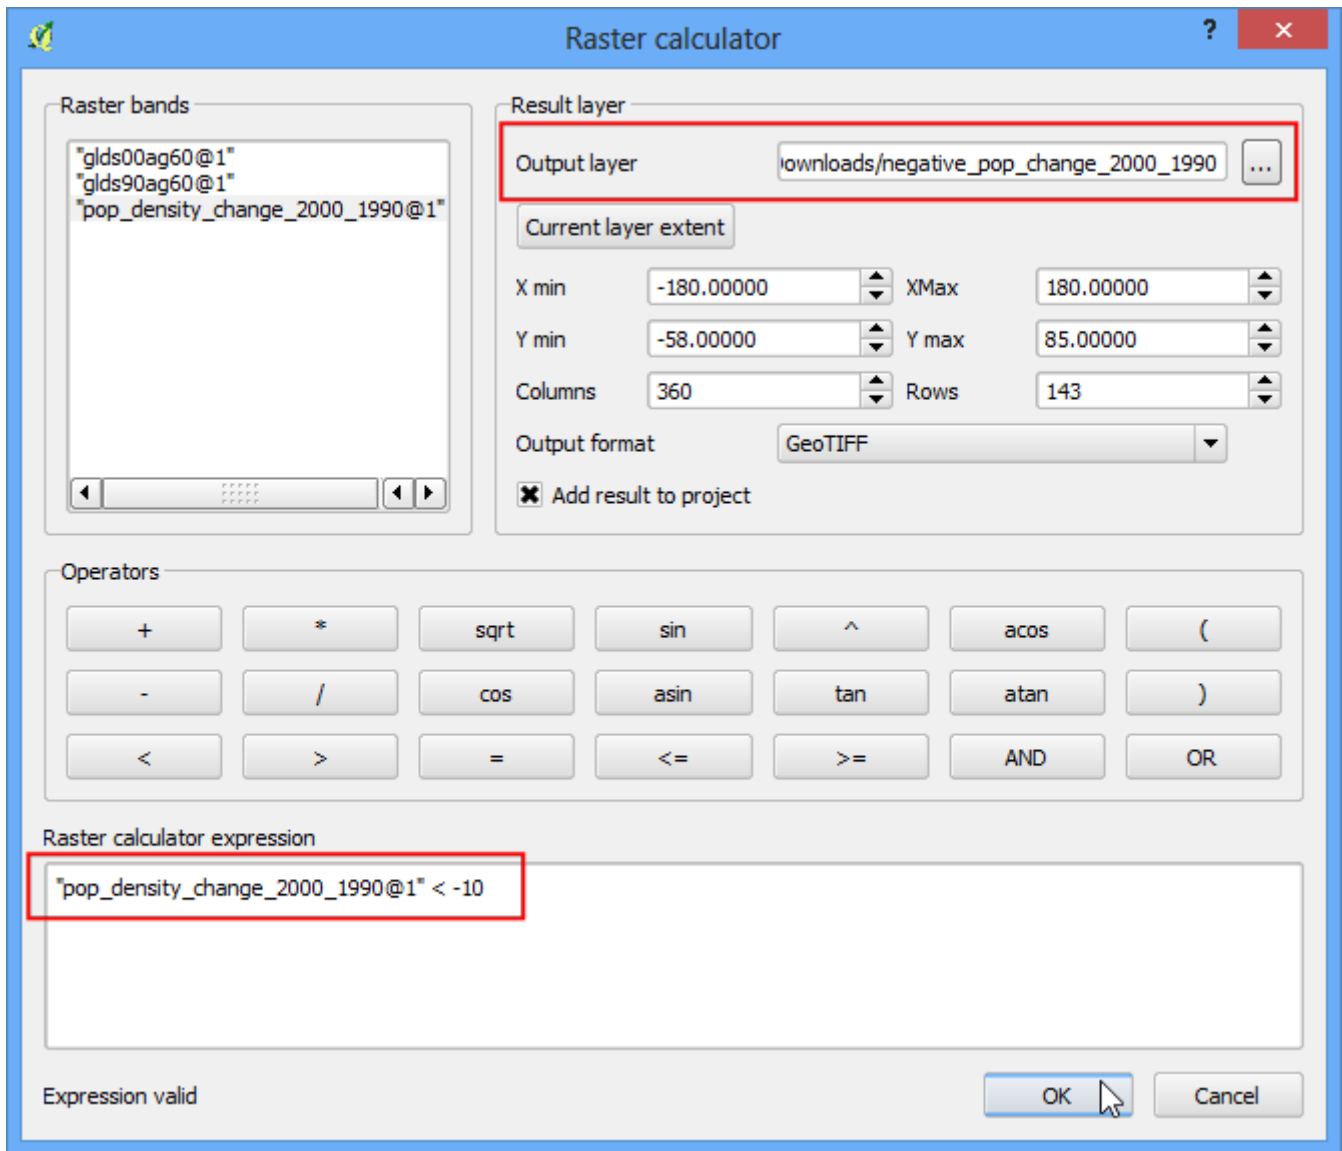 Raster calculator
?
Raster bands
"glds00ag60@1"
"glds90ag60@1"
"pop_density_change_2000_1990@1"
Result layer
Output layer
ownloads/negative_pop_change_2000_1990
...
Current layer extent
X min
-180.00000
XMax
180.00000
Y min
-58.00000
Y max
85.00000
Columns
360
Rows
143
Output format
GeoTIFF
Add result to project
Operators
+
*
sqrt
sin
^
acos
(
-
/
cos
asin
tan
atan
)
<
>
=
<=
>=
AND
OR
Raster calculator expression
"pop_density_change_2000_1990@1" < -10
Expression valid
OK
Cancel